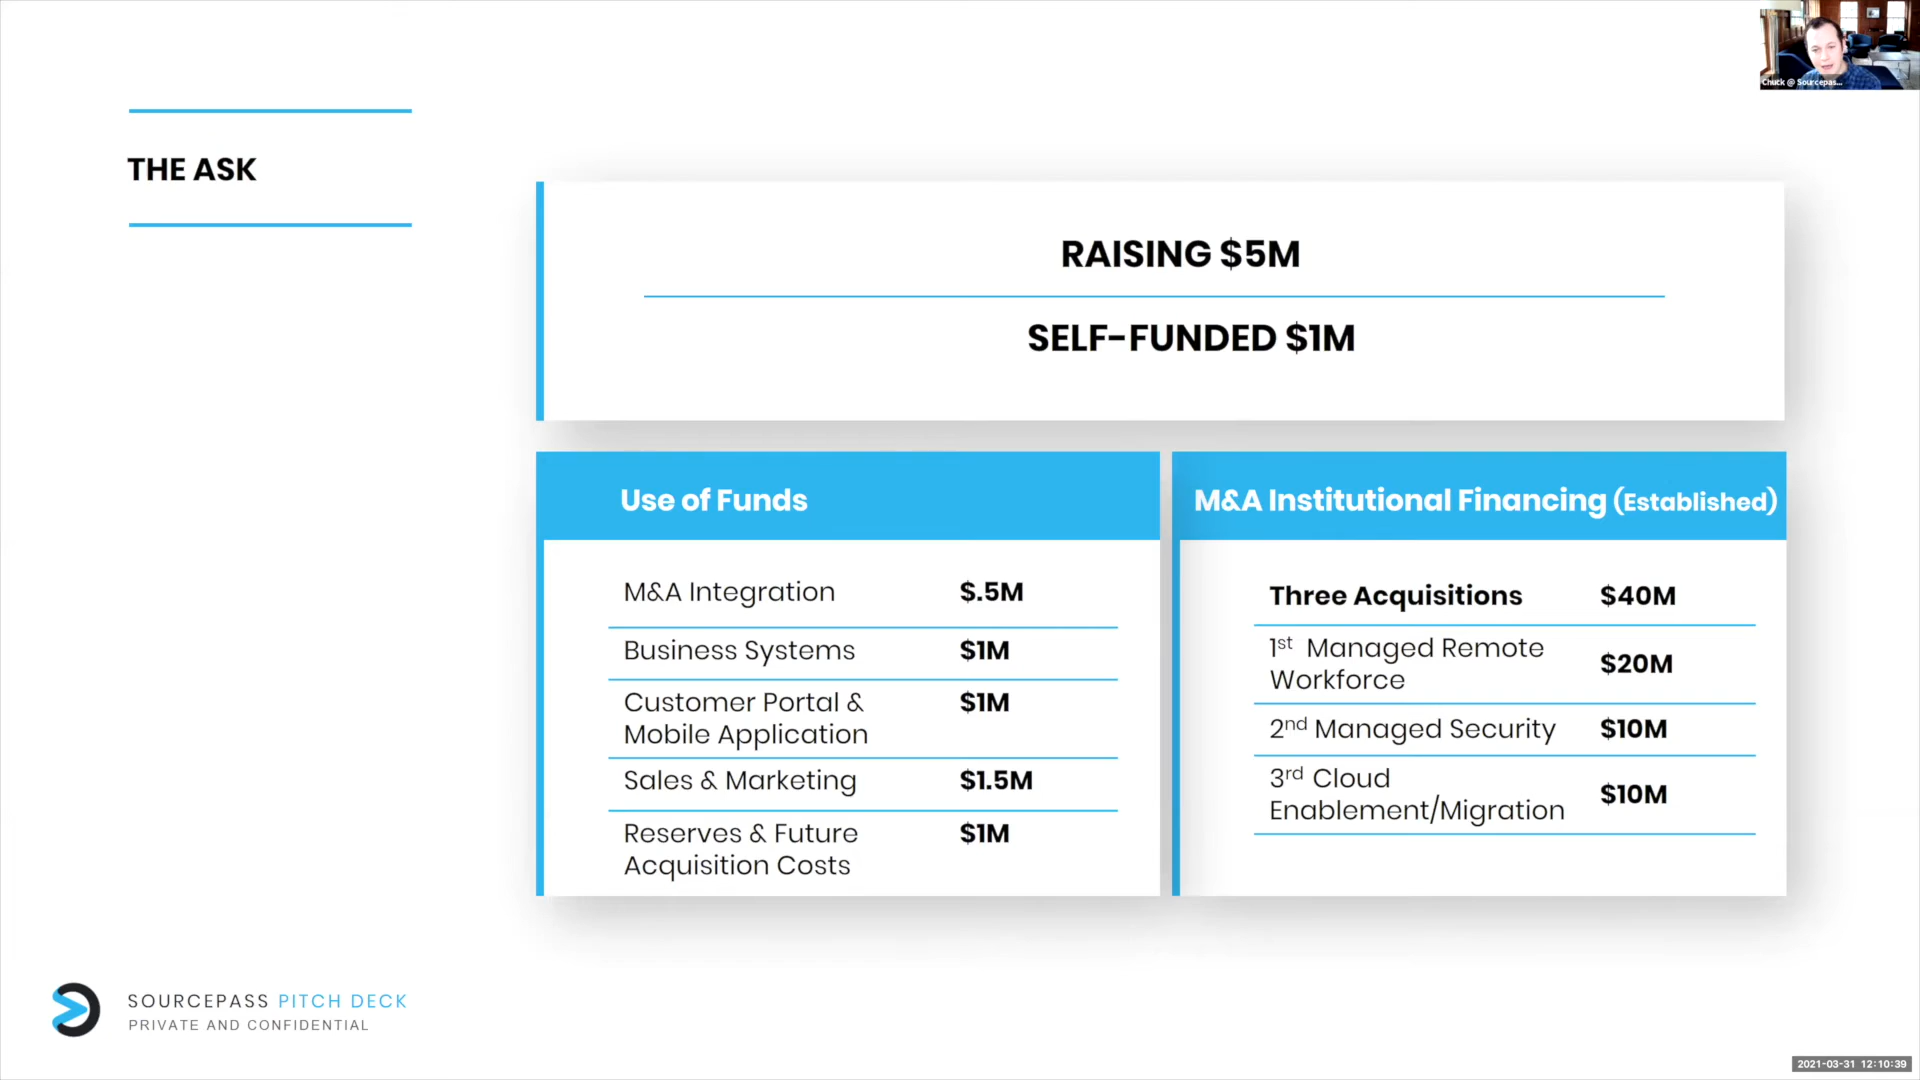 Chuck @ Sourcepas...
THE ASK
RAISING $5M
SELF-FUNDED $1M
Use of Funds
M&A Integration $.5M
Business Systems $1M
Customer Portal & $1M
Mobile Application
Sales & Marketing $1.5M
Reserves & Future $1M
Acquisition Costs
M&A Institutional Financing (Established)
Three Acquisitions $40M
1st Managed Remote
Workforce $20M
2nd Managed Security $10M
3rd Cloud
Enablement/Migration $10M
SOURCEPASS PITCH DECK
PRIVATE AND CONFIDENTIAL
2021-03-31 12:10:39